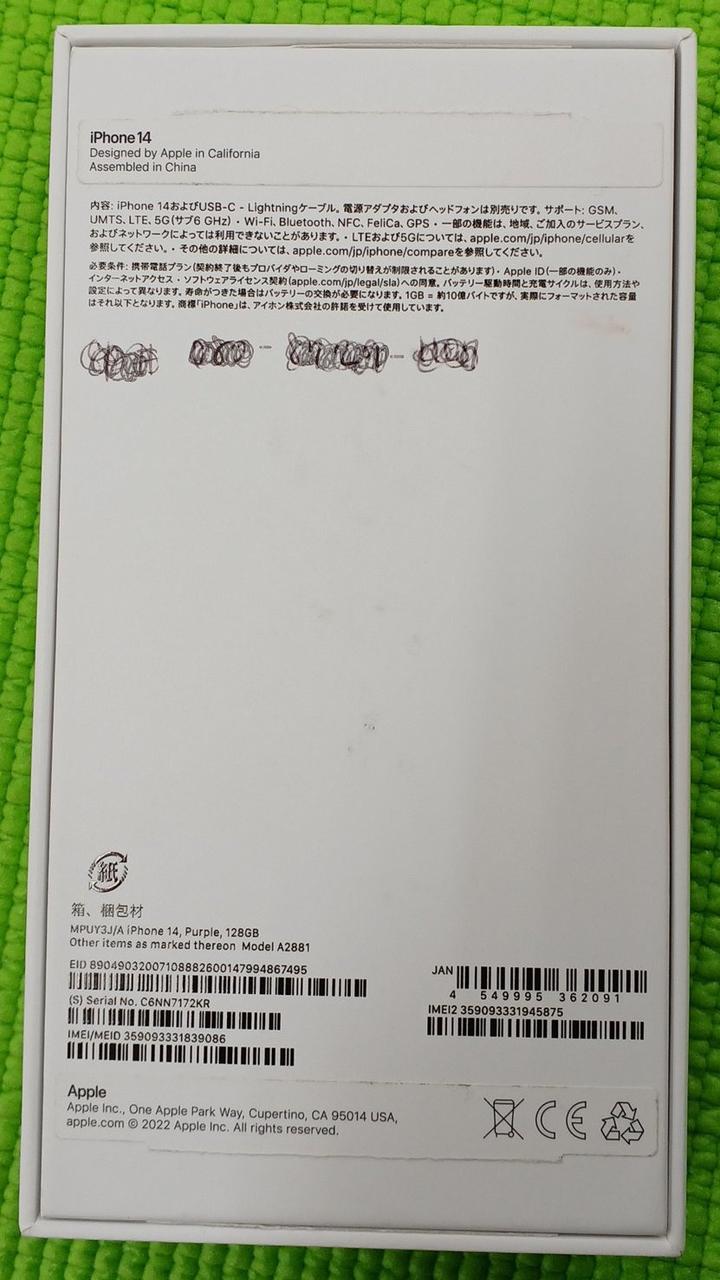 iPhone 14
Designed by Apple in California
Assembled in China
内容: iPhone 14およびUSB-C - Lightningケーブル。電源アダプタおよびヘッドフォンは別売りです。サポート: GSM、
UMTS、LTE、5G(サブ6 GHz)・Wi-Fi、Bluetooth、NFC、FeliCa、GPS・一部の機能は、地域、ご加入のサービスプラン、
およびネットワークによっては利用できないことがあります。・LTEおよび5Gについては、apple.com/jp/iphone/cellularを
参照してください。・その他の詳細については、apple.com/jp/iphone/compareを参照してください。
必要条件: 携帯電話プラン(契約終了後もプロバイダやローミングの切り替えが制限されることがあります)・Apple ID(一部の機能のみ)・
インターネットアクセス・ソフトウェアライセンス契約(apple.com/jp/legal/sla)への同意。バッテリー駆動時間と充電サイクルは、使用方法や
設定によって異なります。寿命がつきた場合はバッテリーの交換が必要になります。1GB = 約10億バイトですが、実際にフォーマットされた容量
はそれ以下となります。商標「iPhone」は、アイホン株式会社の許諾を受けて使用しています。
紙
箱、梱包材
MPUY3J/A iPhone 14, Purple, 128GB
Other items as marked thereon Model A2881
EID 89049032007108882600147994867495
(S) Serial No. C6NN7172KR
IMEI/MEID 359093331839086
JAN
4 549995 362091
IMEI2 359093331945875
Apple
Apple Inc., One Apple Park Way, Cupertino, CA 95014 USA,
apple.com © 2022 Apple Inc. All rights reserved.
CE